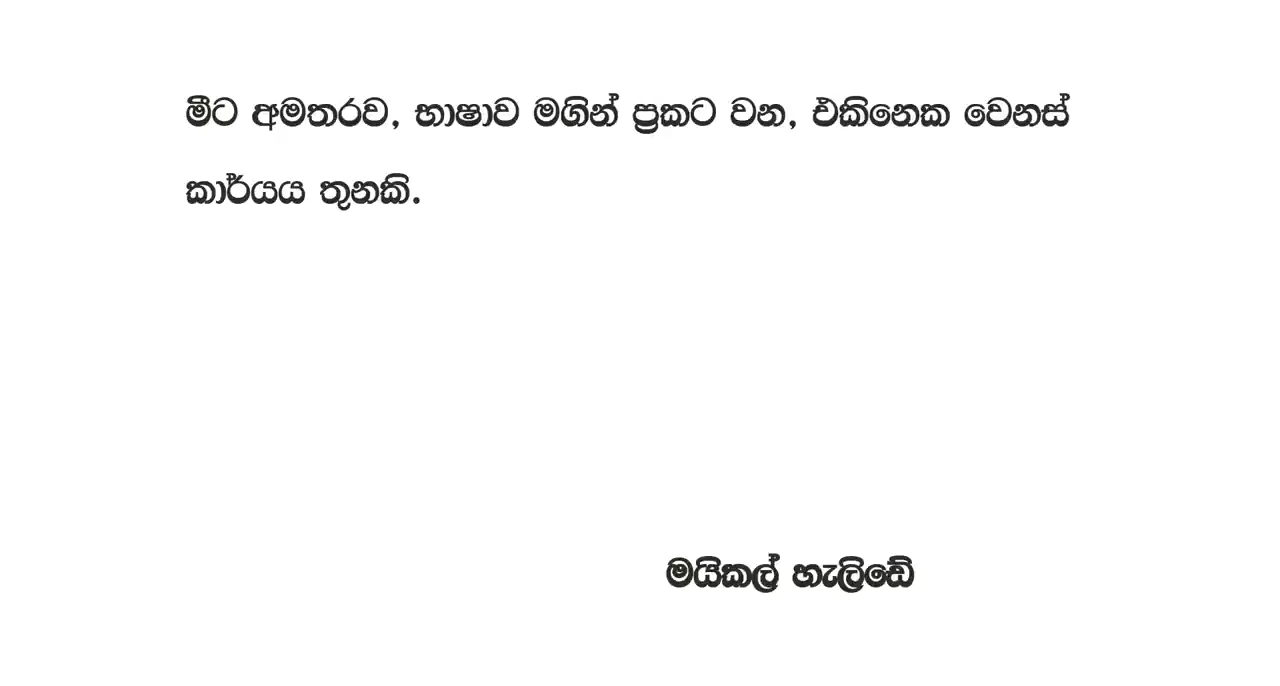 මීට අමතරව, භාෂාව මගින් ප්‍රකට වන, එකිනෙක වෙනස්
කාර්යය තුනකි.
මයිකල් හැලිඩේ